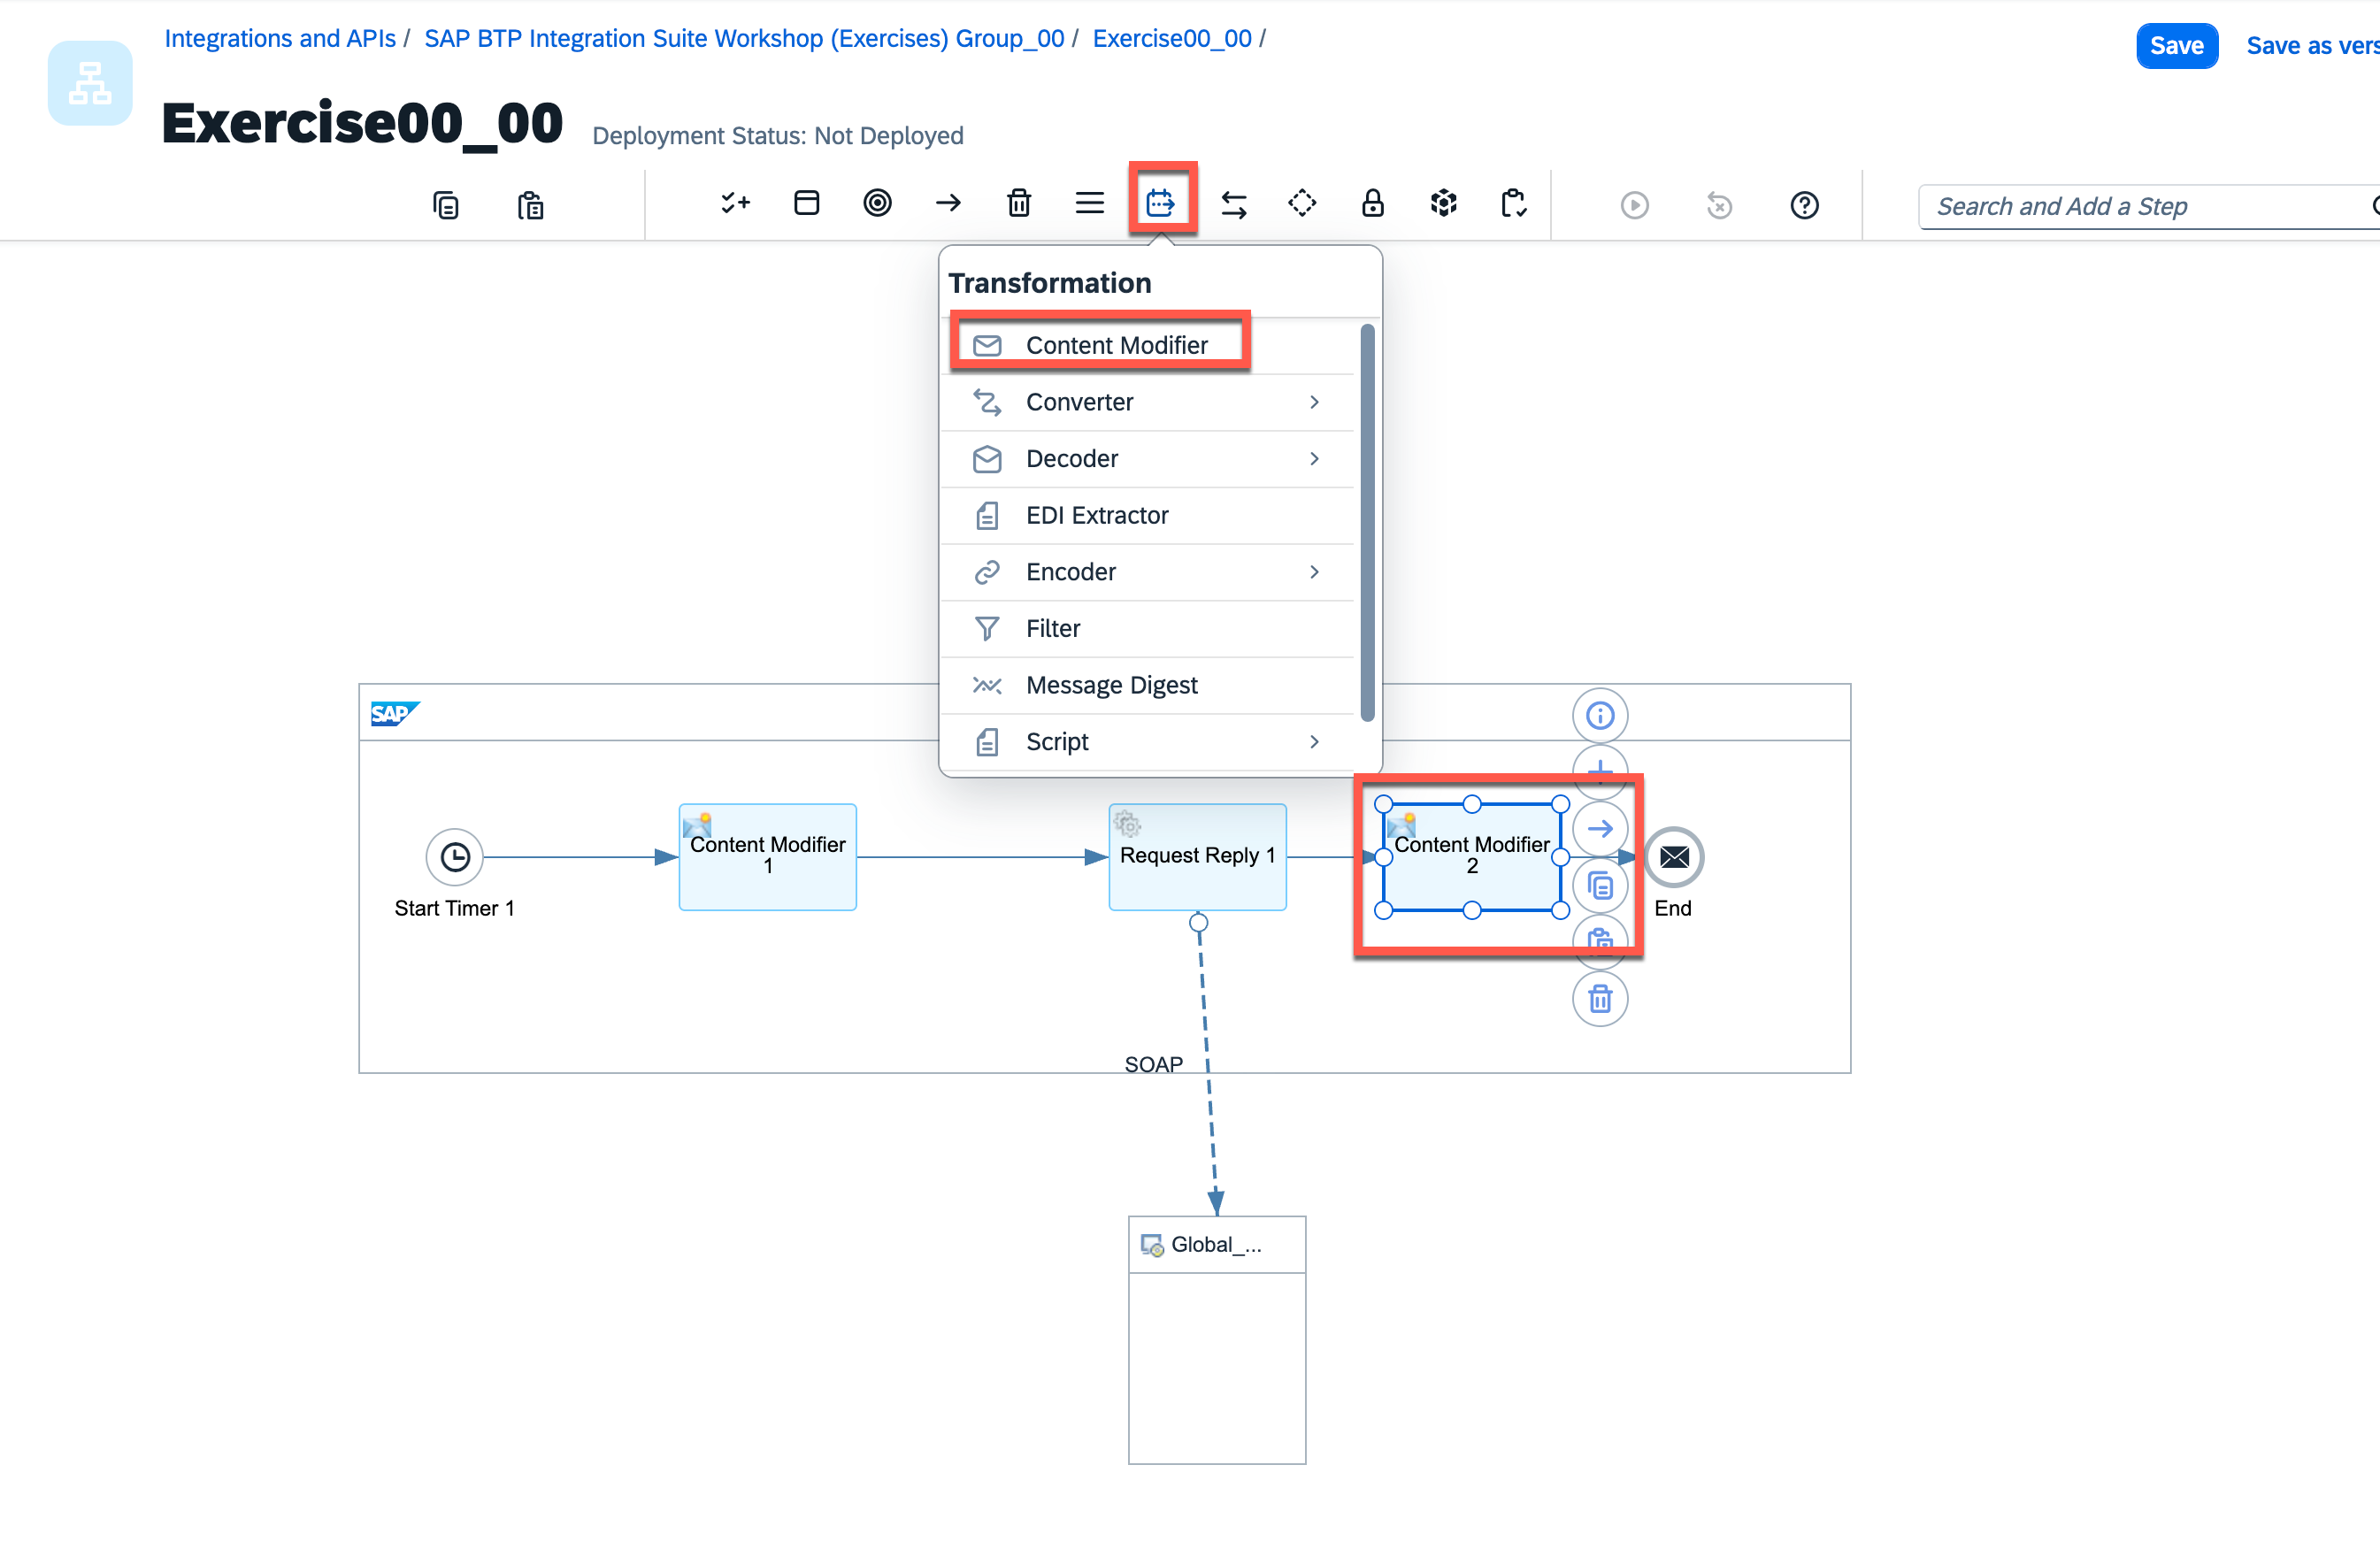 Integrations and APIs / SAP BTP Integration Suite Workshop (Exercises) Group_00 / Exercise00_00 /
Save
Save as vers
Exercise00_00
Deployment Status: Not Deployed
Search and Add a Step
Transformation
Content Modifier
Converter
Decoder
EDI Extractor
Encoder
Filter
Message Digest
Script
SAP
Start Timer 1
Content Modifier
1
Request Reply 1
Content Modifier
2
End
SOAP
Global_...